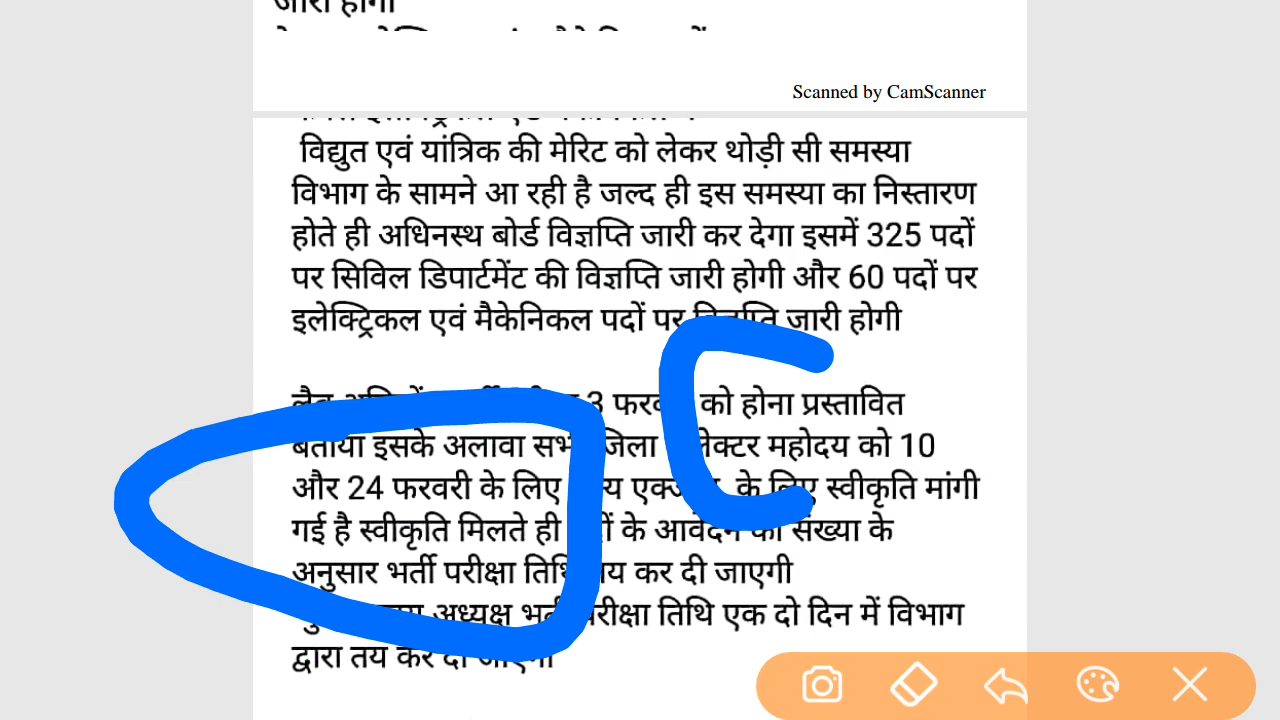 जारी होगी
Scanned by CamScanner
विद्युत एवं यांत्रिक की मेरिट को लेकर थोड़ी सी समस्या
विभाग के सामने आ रही है जल्द ही इस समस्या का निस्तारण
होते ही अधिनस्थ बोर्ड विज्ञप्ति जारी कर देगा इसमें 325 पदों
पर सिविल डिपार्टमेंट की विज्ञप्ति जारी होगी और 60 पदों पर
इलेक्ट्रिकल एवं मैकेनिकल पदों पर विज्ञप्ति जारी होगी
3 को होना प्रस्तावित
बताया इसके अलावा जिला महोदय को 10
और 24 फरवरी के लिए के लिए स्वीकृति मांगी
गई है स्वीकृति मिलते ही के आवेदन की संख्या के
अनुसार भर्ती परीक्षा तिथि कर दी जाएगी
अध्यक्ष परीक्षा तिथि एक दो दिन में विभाग
द्वारा तय कर दी जाएगी